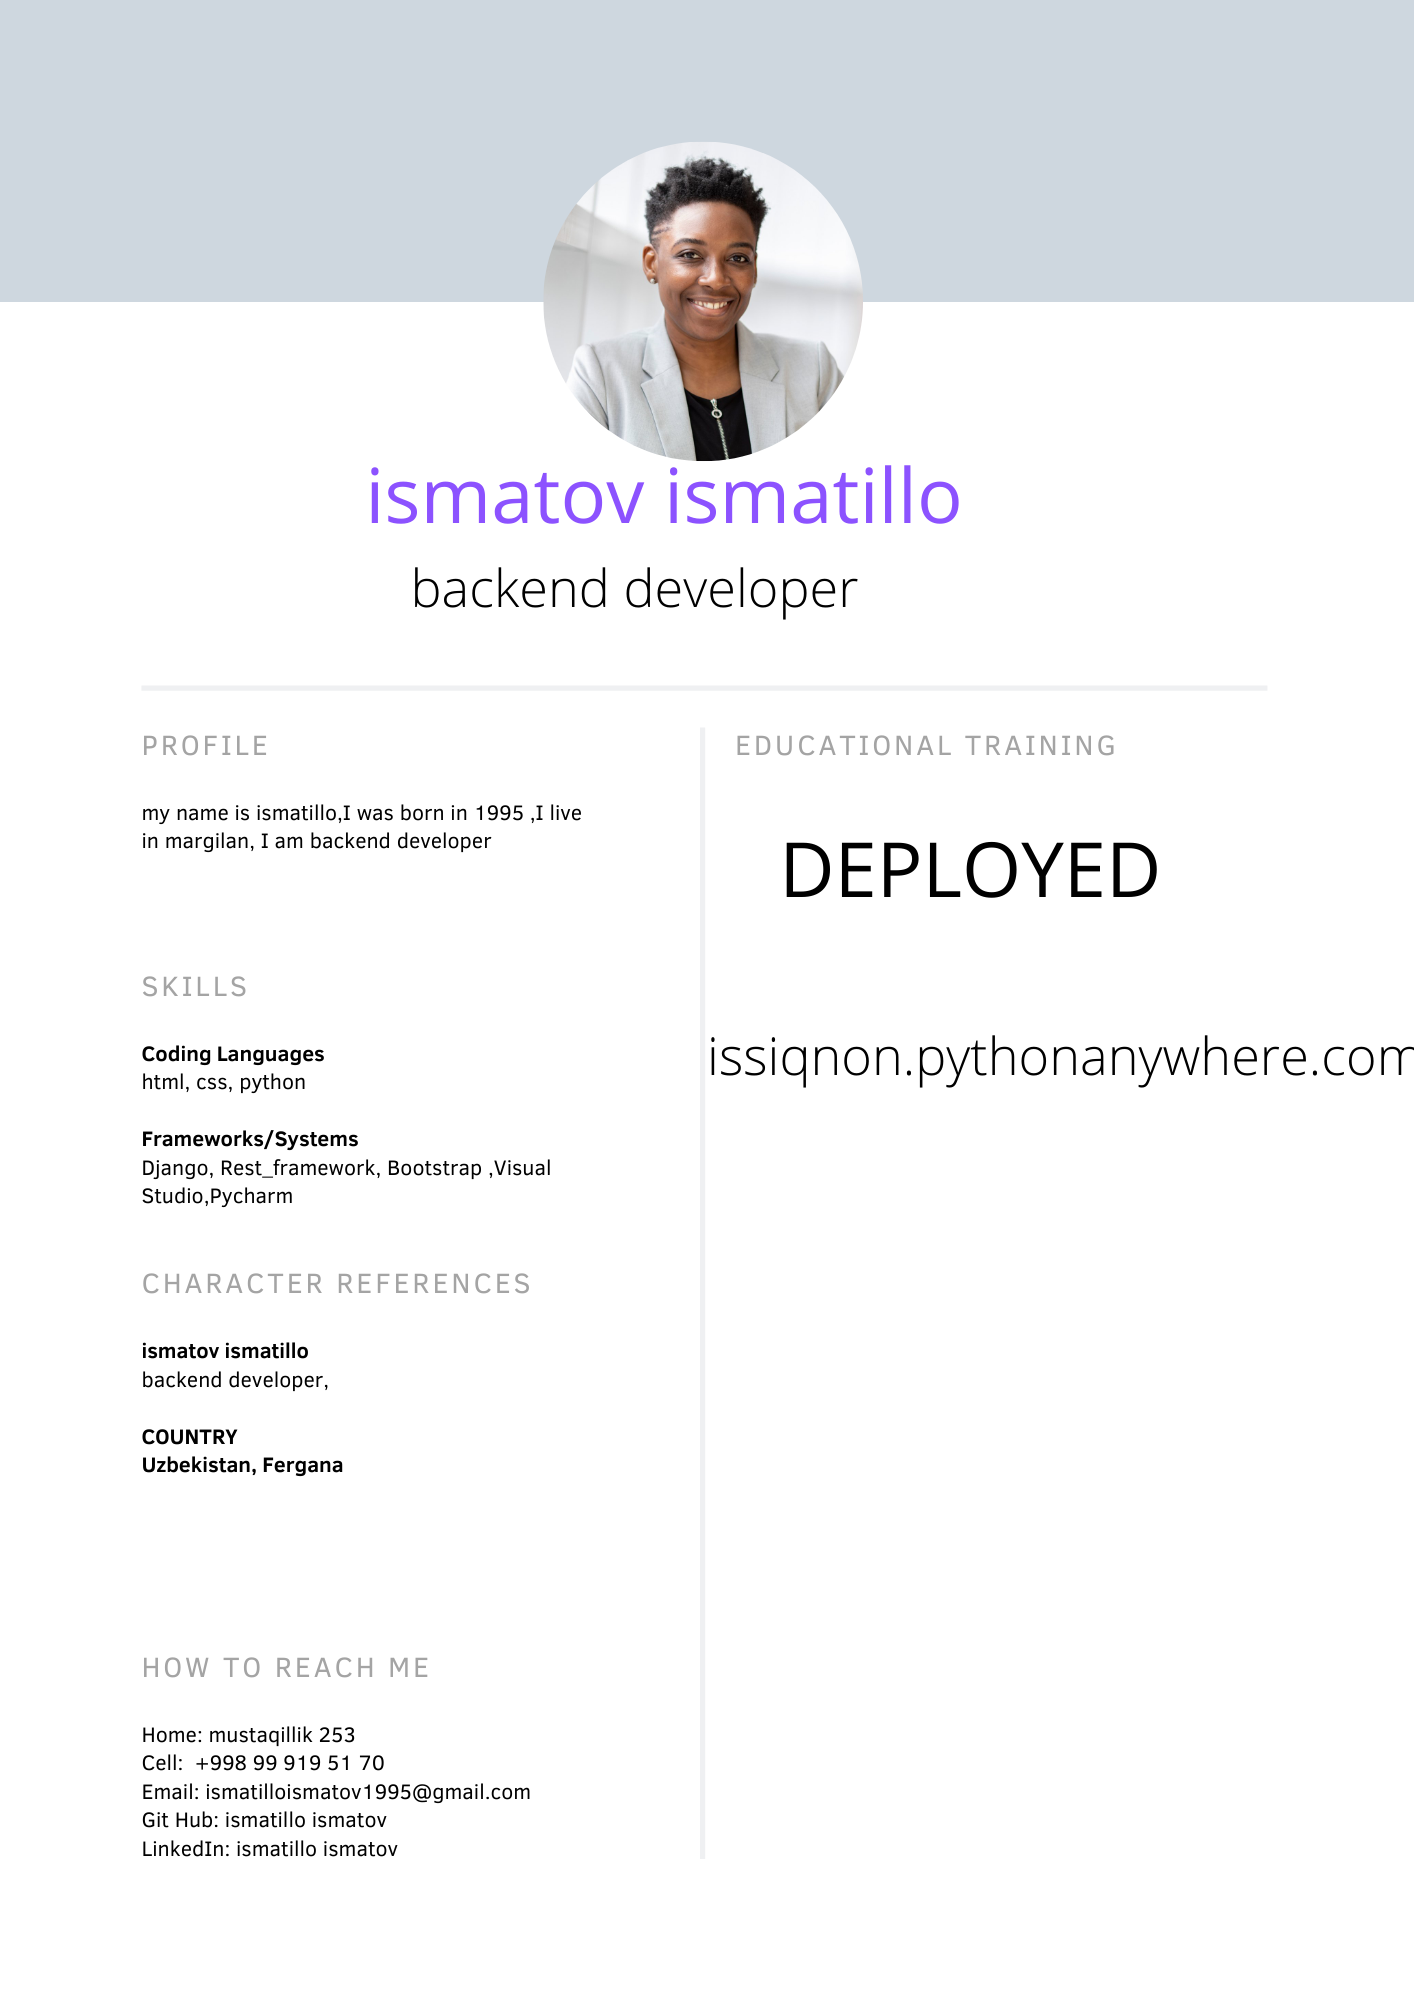 ismatov ismatillo
backend developer
PROFILE
my name is ismatillo,I was born in 1995 ,I live
in margilan, I am backend developer
SKILLS
Coding Languages
html, css, python
Frameworks/Systems
Django, Rest_framework, Bootstrap ,Visual
Studio,Pycharm
CHARACTER REFERENCES
ismatov ismatillo
backend developer,
COUNTRY
Uzbekistan, Fergana
HOW TO REACH ME
Home: mustaqillik 253
Cell:  +998 99 919 51 70
Email: ismatilloismatov1995@gmail.com
Git Hub: ismatillo ismatov
LinkedIn: ismatillo ismatov
EDUCATIONAL TRAINING
DEPLOYED
issiqnon.pythonanywhere.com